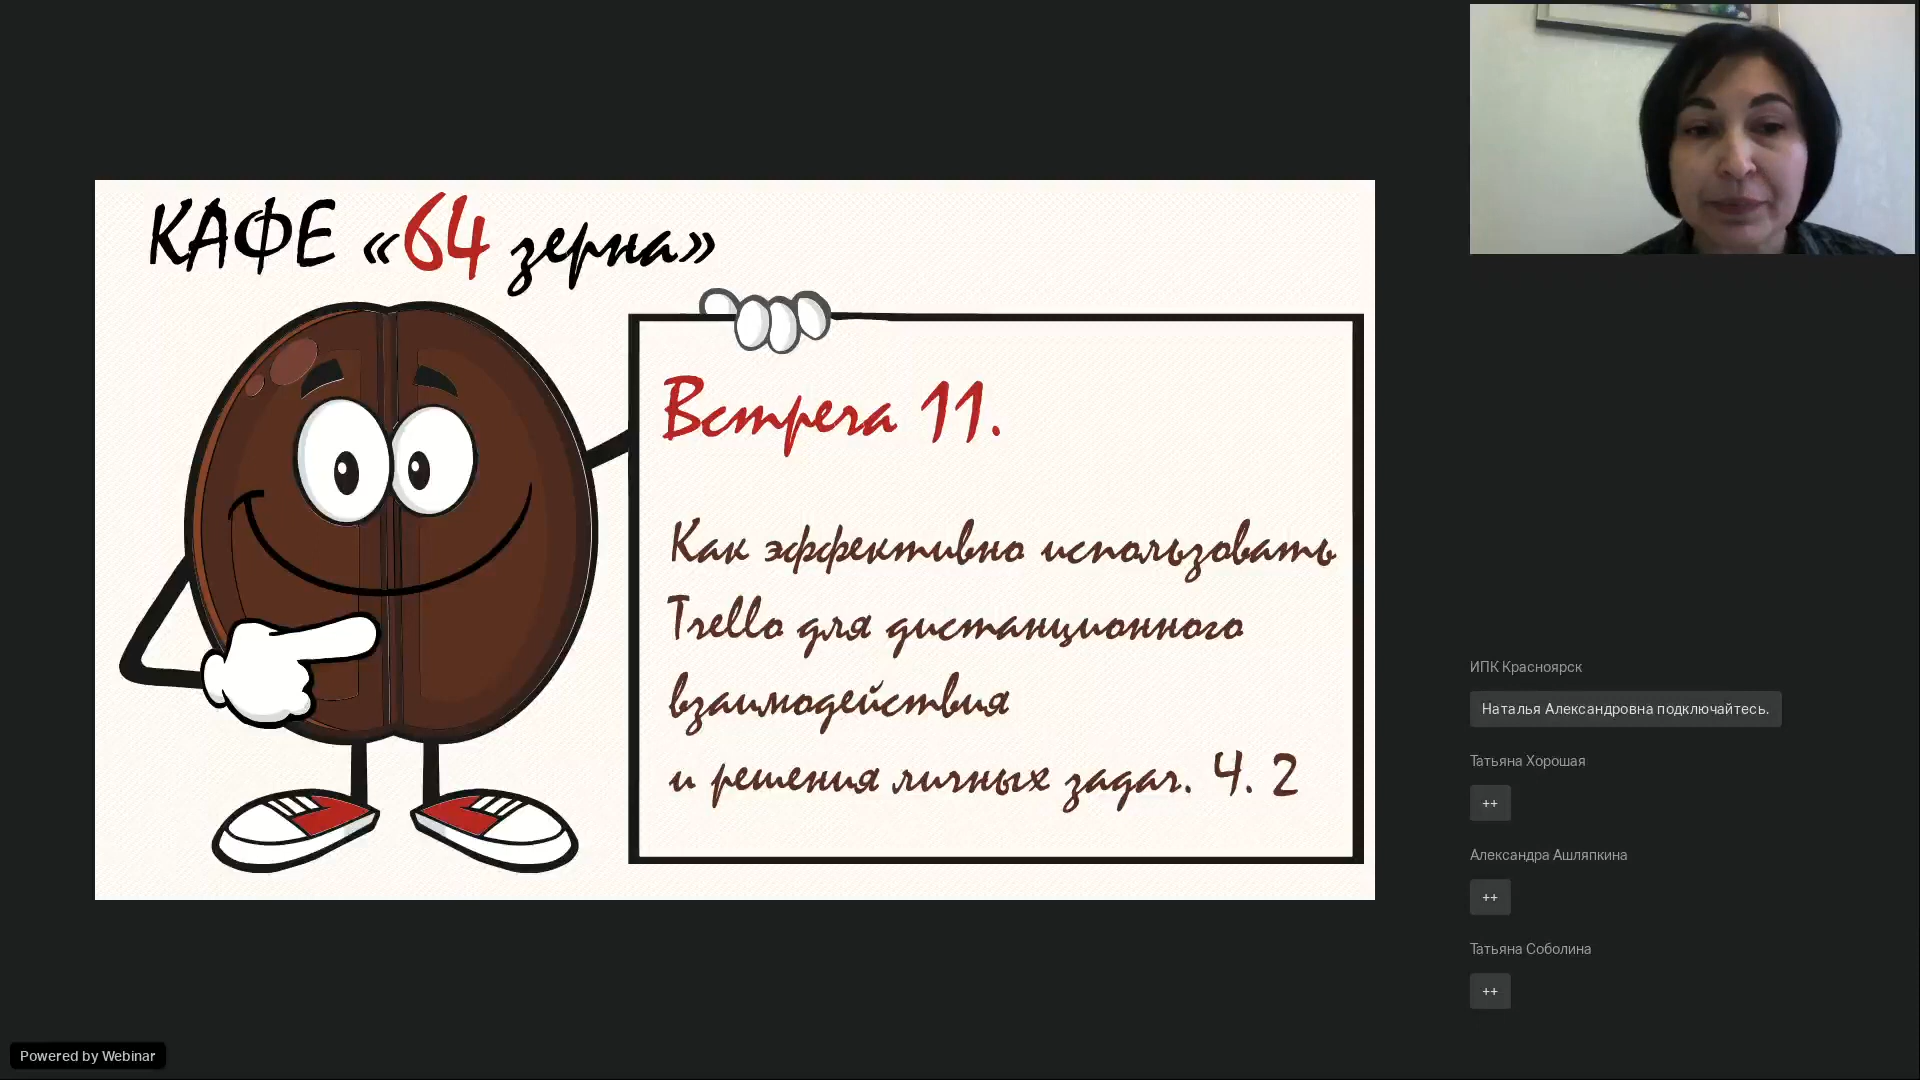 КАФЕ «64 зерна»
Встреча 11.
Как эффективно использовать
Trello для дистанционного
взаимодействия
и решения личных задач. Ч. 2
ИПК Красноярск
Наталья Александровна подключайтесь.
Татьяна Хорошая
++
Александра Ашляпкина
++
Татьяна Соболина
++
Powered by Webinar